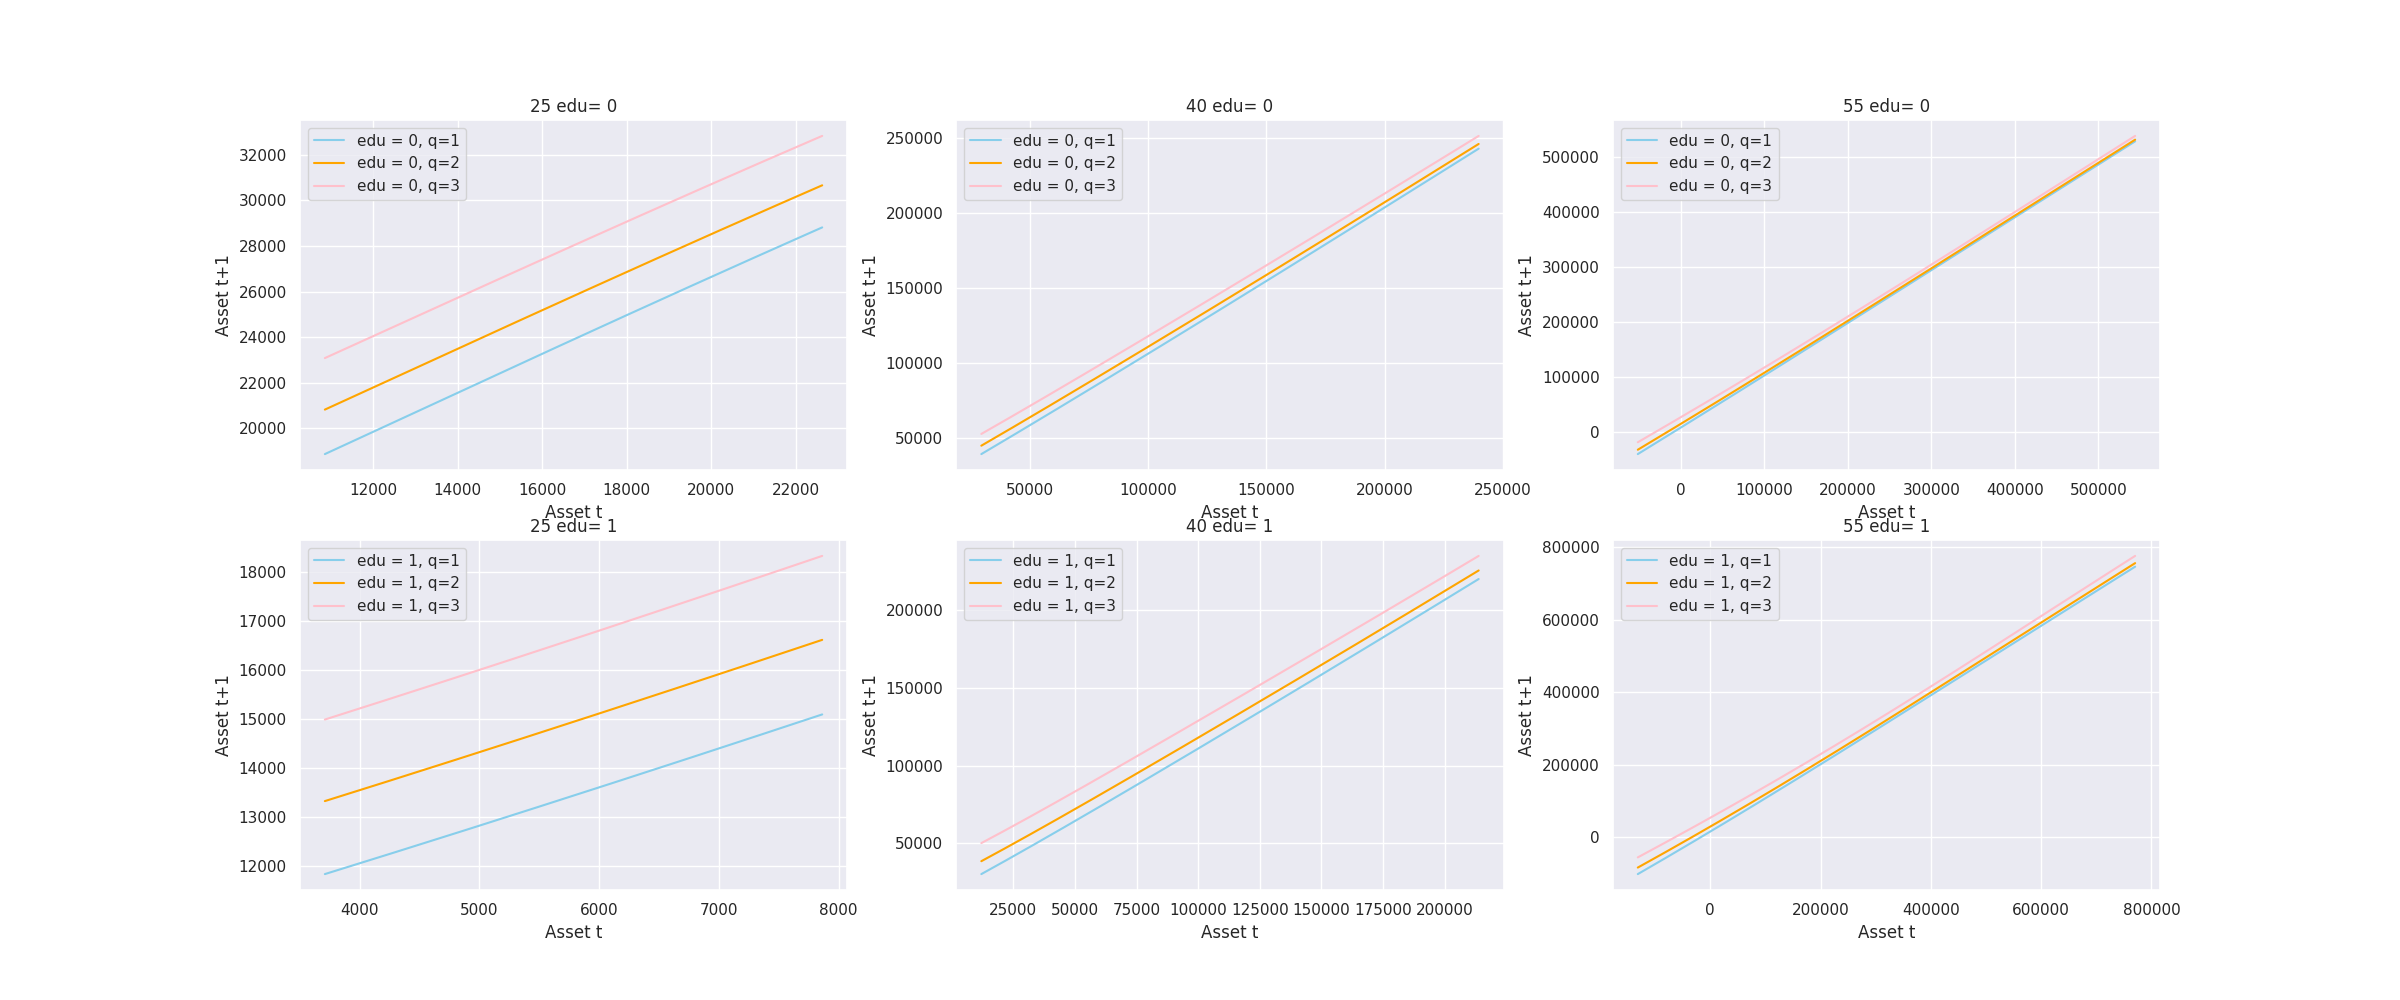 25 edu= 0
edu = 0, q=1
edu = 0, q=2
edu = 0, q=3
32000
30000
28000
26000
24000
22000
20000
Asset t+1
12000 14000 16000 18000 20000 22000
Asset t
40 edu= 0
edu = 0, q=1
edu = 0, q=2
edu = 0, q=3
250000
200000
150000
100000
50000
Asset t+1
50000 100000 150000 200000 250000
Asset t
55 edu= 0
edu = 0, q=1
edu = 0, q=2
edu = 0, q=3
500000
400000
300000
200000
100000
0
Asset t+1
0 100000 200000 300000 400000 500000
Asset t
25 edu= 1
edu = 1, q=1
edu = 1, q=2
edu = 1, q=3
18000
17000
16000
15000
14000
13000
12000
Asset t+1
4000 5000 6000 7000 8000
Asset t
40 edu= 1
edu = 1, q=1
edu = 1, q=2
edu = 1, q=3
200000
150000
100000
50000
Asset t+1
25000 50000 75000 100000 125000 150000 175000 200000
Asset t
55 edu= 1
edu = 1, q=1
edu = 1, q=2
edu = 1, q=3
800000
600000
400000
200000
0
Asset t+1
0 200000 400000 600000 800000
Asset t